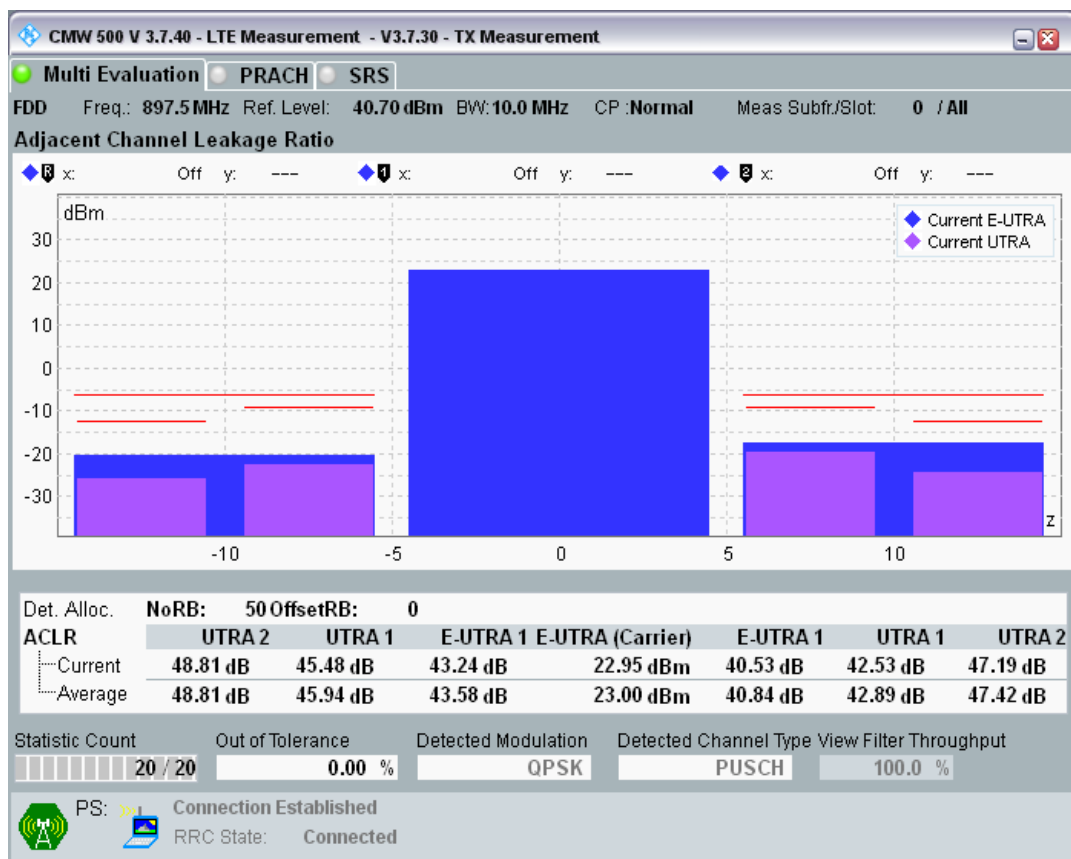 CMW 500 V 3.7.40 - LTE Measurement - V3.7.30 - TX Measurement
Multi Evaluation PRACH SRS
FDD Freq.: 897.5 MHz Ref. Level: 40.70 dBm BW: 10.0 MHz CP :Normal Meas Subfr./Slot: 0 / All
Adjacent Channel Leakage Ratio
R x: Off y: --- 1 x: Off y: --- 2 x: Off y: ---
dBm
Current E-UTRA
Current UTRA
30
20
10
0
-10
-20
-30
z
-10 -5 0 5 10
Det. Alloc. NoRB: 50 OffsetRB: 0
ACLR UTRA 2 UTRA 1 E-UTRA 1 E-UTRA (Carrier) E-UTRA 1 UTRA 1 UTRA 2
Current 48.81 dB 45.48 dB 43.24 dB 22.95 dBm 40.53 dB 42.53 dB 47.19 dB
Average 48.81 dB 45.94 dB 43.58 dB 23.00 dBm 40.84 dB 42.89 dB 47.42 dB
Statistic Count Out of Tolerance Detected Modulation Detected Channel Type View Filter Throughput
20 / 20 0.00 % QPSK PUSCH 100.0 %
PS: Connection Established
RRC State: Connected